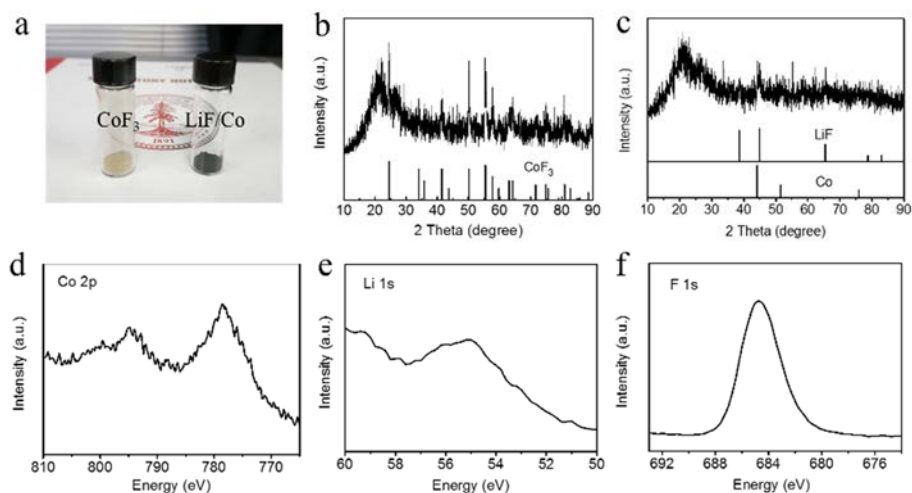 a
CoF3
LiF/Co
1891
b
Intensity (a.u.)
CoF3
10 20 30 40 50 60 70 80 90
2 Theta (degree)
c
Intensity (a.u.)
LiF
Co
10 20 30 40 50 60 70 80 90
2 Theta (degree)
d
Co 2p
Intensity (a.u.)
810 800 790 780 770
Energy (eV)
e
Li 1s
Intensity (a.u.)
60 58 56 54 52 50
Energy (eV)
f
F 1s
Intensity (a.u.)
692 688 684 680 676
Energy (eV)